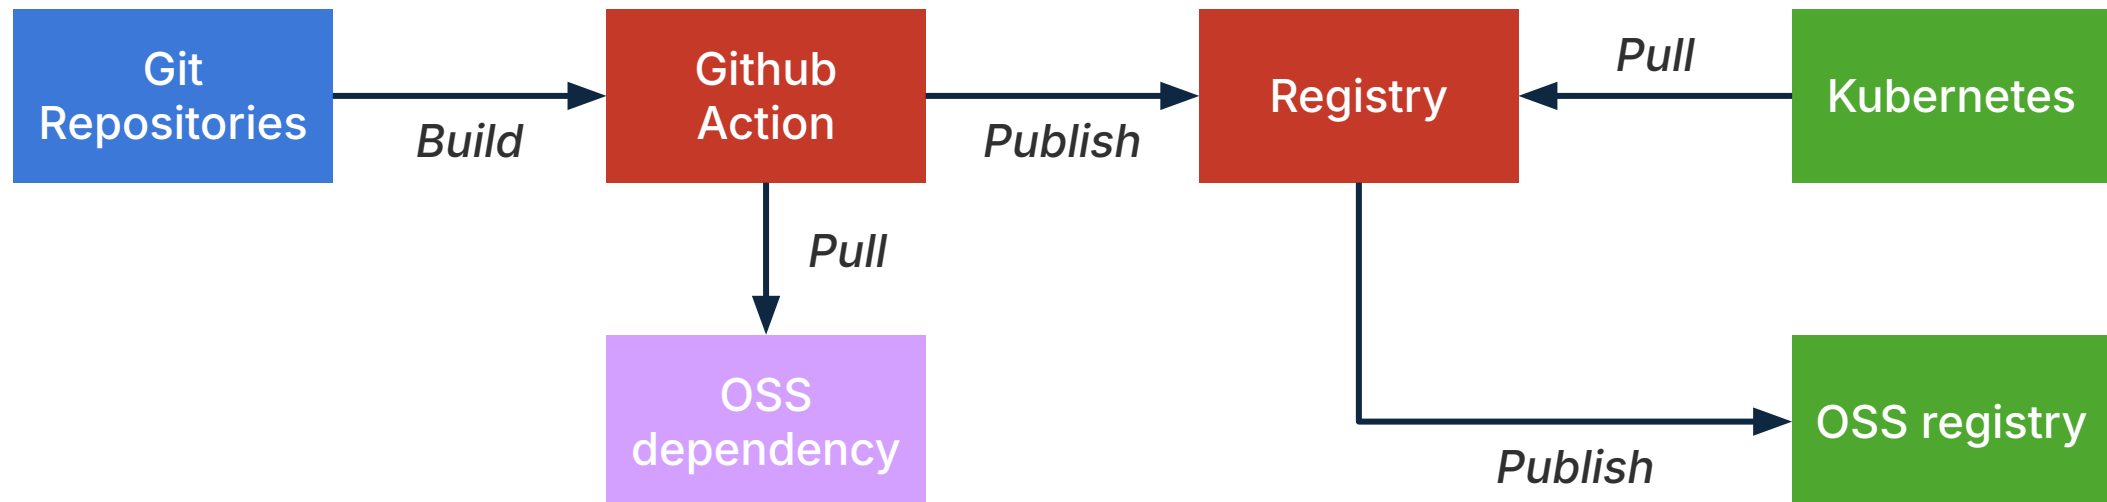 Git
Repositories
Build
Github
Action
Publish
Registry
Pull
Kubernetes
Pull
OSS
dependency
Publish
OSS registry